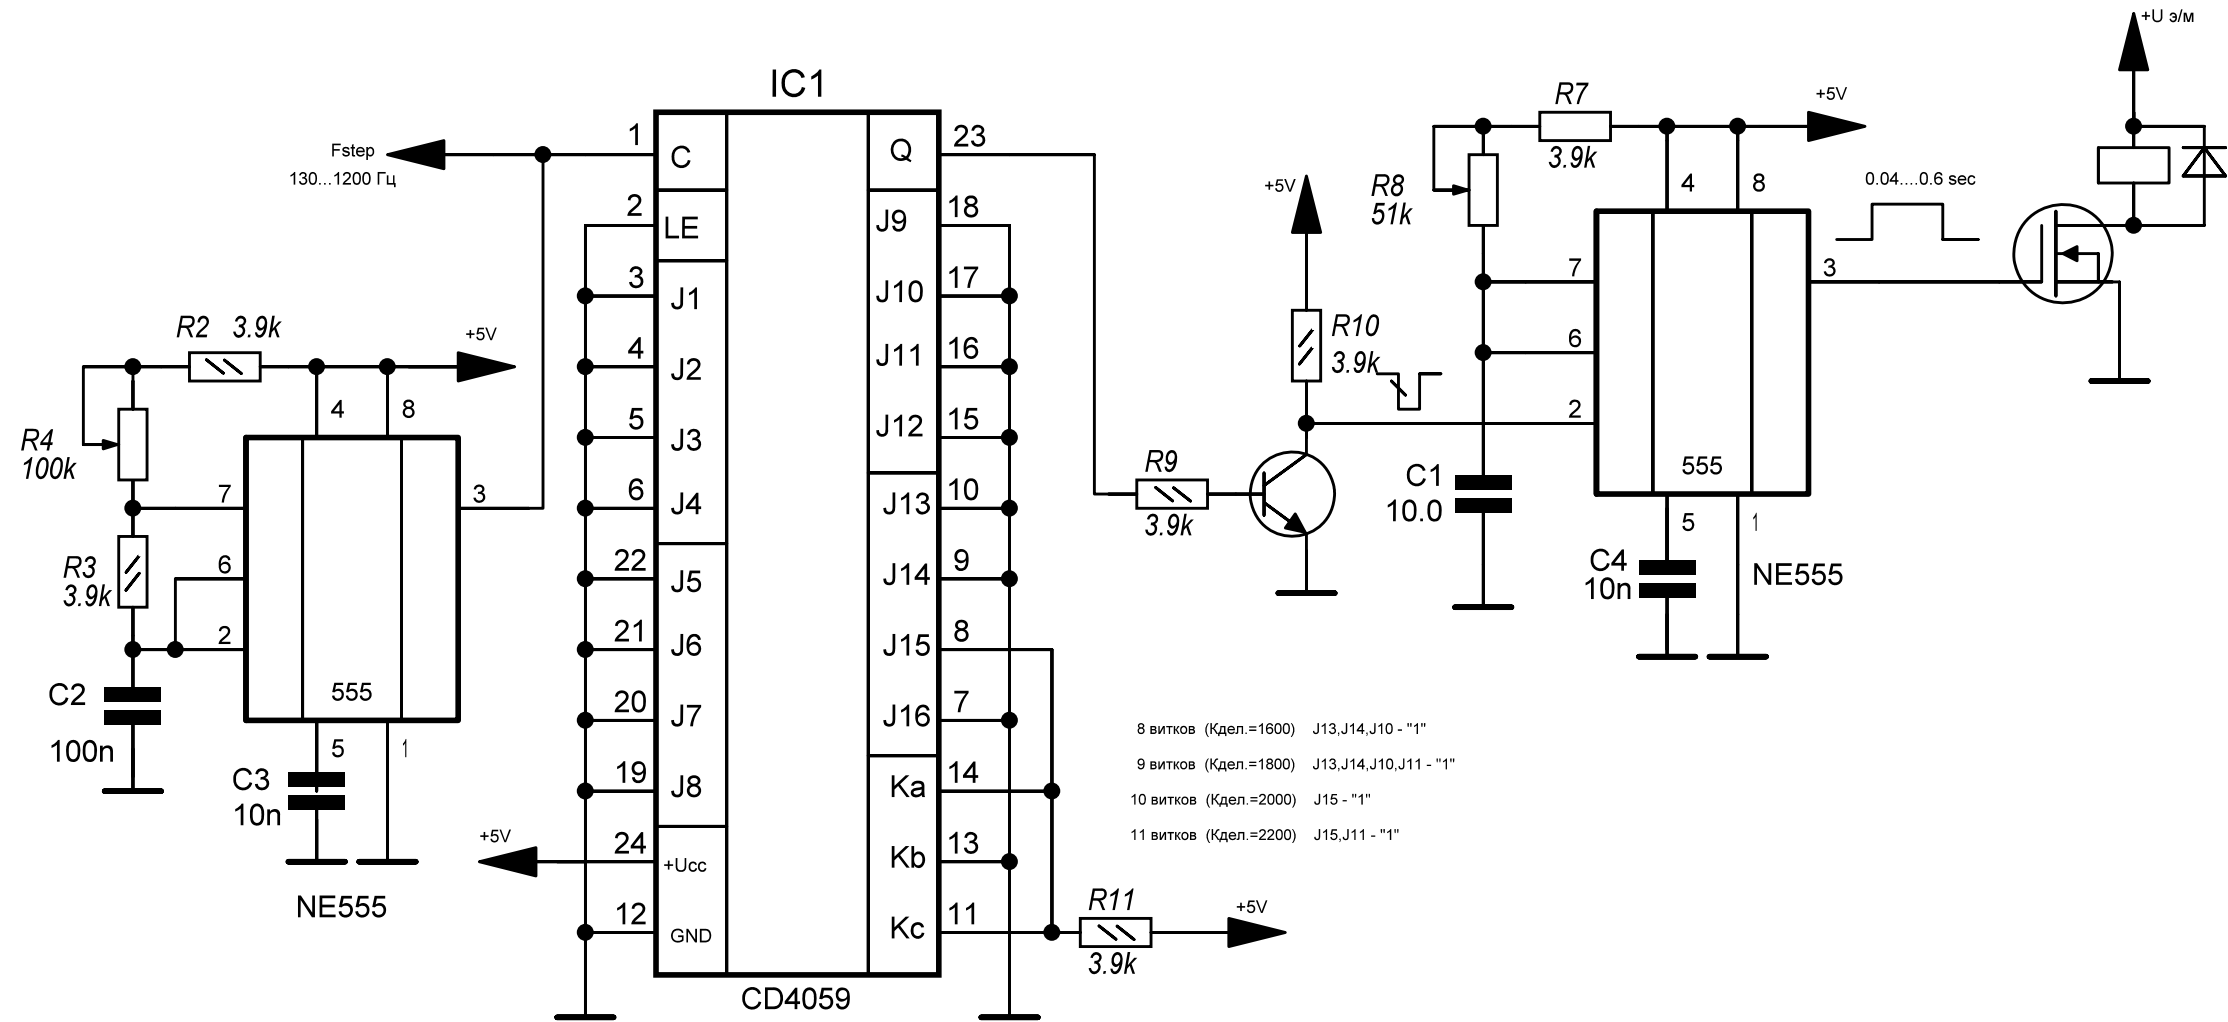 +U э/м
IC1
R7
+5V
3.9k
Fstep
130...1200 Гц
1
C
Q
23
+5V
R8
51k
4
8
0.04....0.6 sec
2
LE
J9
18
3
J1
J10
17
7
3
R2 3.9k
+5V
4
J2
J11
16
R10
3.9k
6
4
8
5
J3
J12
15
2
R4
100k
7
3
6
J4
J13
10
R9
3.9k
C1
10.0
555
5
1
R3
3.9k
6
22
J5
J14
9
C4
10n
NE555
2
21
J6
J15
8
C2
100n
555
20
J7
J16
7
8 витков (Кдел.=1600) J13,J14,J10 - "1"
5
1
C3
10n
19
J8
Ka
14
9 витков (Кдел.=1800) J13,J14,J10,J11 - "1"
10 витков (Кдел.=2000) J15 - "1"
11 витков (Кдел.=2200) J15,J11 - "1"
+5V
24
+Ucc
Kb
13
NE555
12
GND
Kc
11
R11
3.9k
+5V
CD4059